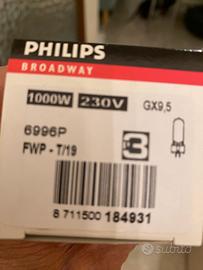 PHILIPS
BROADWAY
1000W 230V GX9,5
6996P
FWP - T/19
3
8 711500 184931
subito